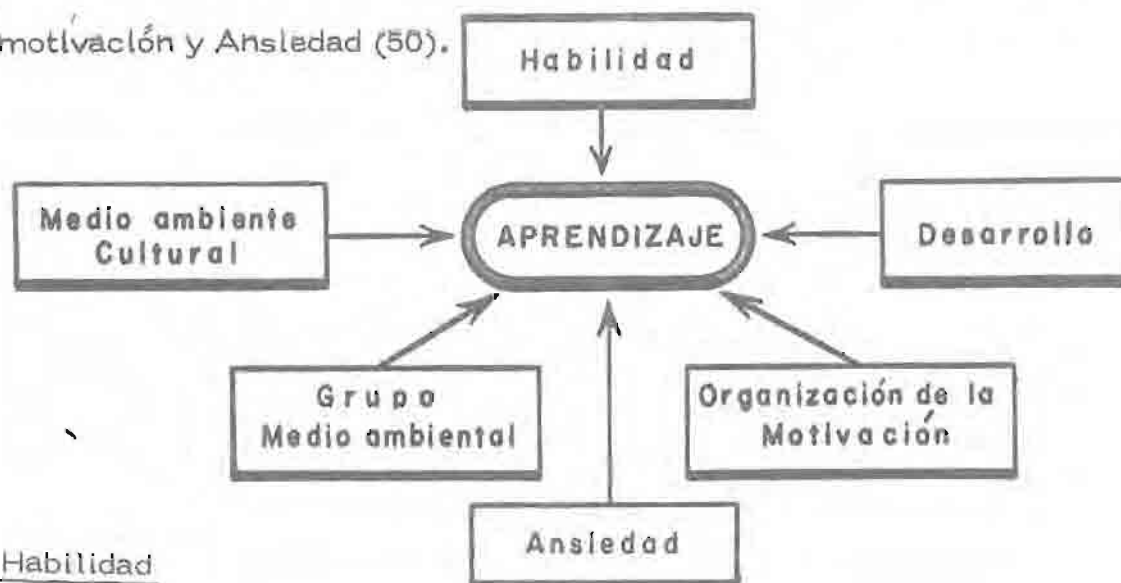 motivación y Ansiedad (50).
Habilidad
Medio ambiente
Cultural
APRENDIZAJE
Desarrollo
Grupo
Medio ambiental
Organización de la
Motivación
Ansiedad
Habilidad